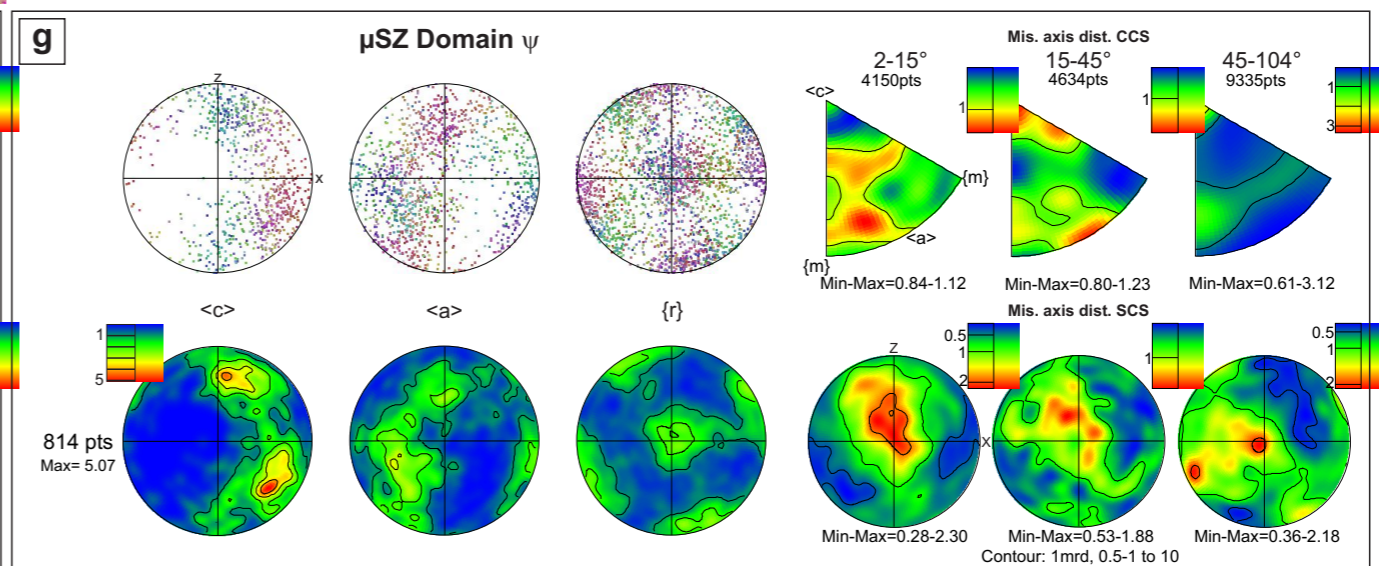 g
μSZ Domain ψ
Mis. axis dist. CCS
2-15°
4150pts
15-45°
4634pts
45-104°
9335pts
z
x
<c>
{m}
<a>
{m}
1
1
1
3
Min-Max=0.84-1.12
Min-Max=0.80-1.23
Min-Max=0.61-3.12
<c>
<a>
{r}
Mis. axis dist. SCS
1
5
814 pts
Max= 5.07
0.5
1
2
1
0.5
1
2
Z
X
Min-Max=0.28-2.30
Min-Max=0.53-1.88
Min-Max=0.36-2.18
Contour: 1mrd, 0.5-1 to 10